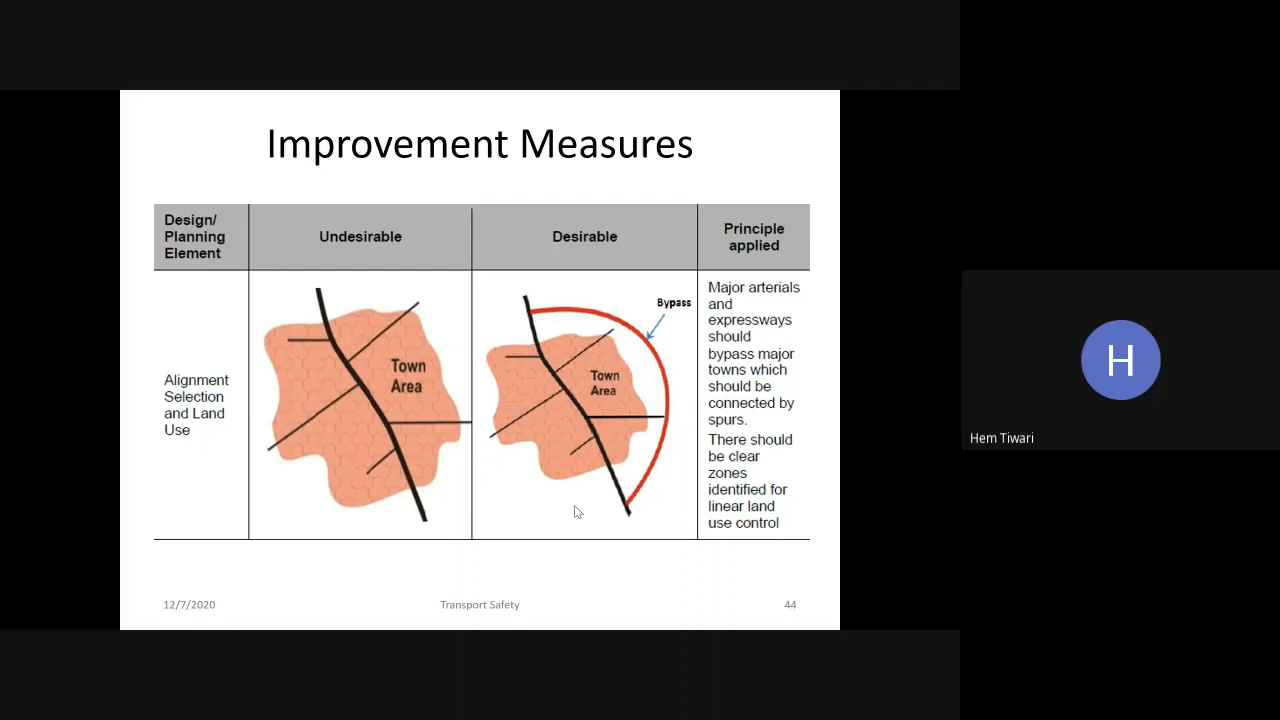 Improvement Measures
Design/
Planning
Element
Undesirable
Desirable
Principle
applied
Alignment
Selection
and Land
Use
Town
Area
Bypass
Town
Area
Major arterials
and
expressways
should
bypass major
towns which
should be
connected by
spurs.
There should
be clear
zones
identified for
linear land
use control
12/7/2020
Transport Safety
44
H
Hem Tiwari